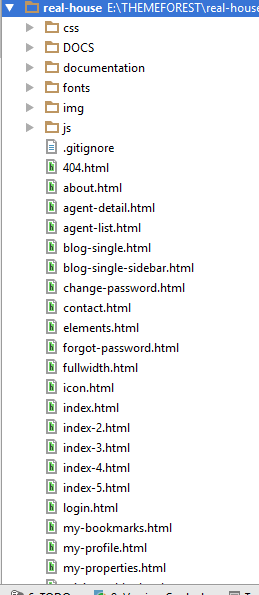 real-house E:\THEMEFOREST\real-house
css
DOCS
documentation
fonts
img
js
.gitignore
404.html
about.html
agent-detail.html
agent-list.html
blog-single.html
blog-single-sidebar.html
change-password.html
contact.html
elements.html
forgot-password.html
fullwidth.html
icon.html
index.html
index-2.html
index-3.html
index-4.html
index-5.html
login.html
my-bookmarks.html
my-profile.html
my-properties.html